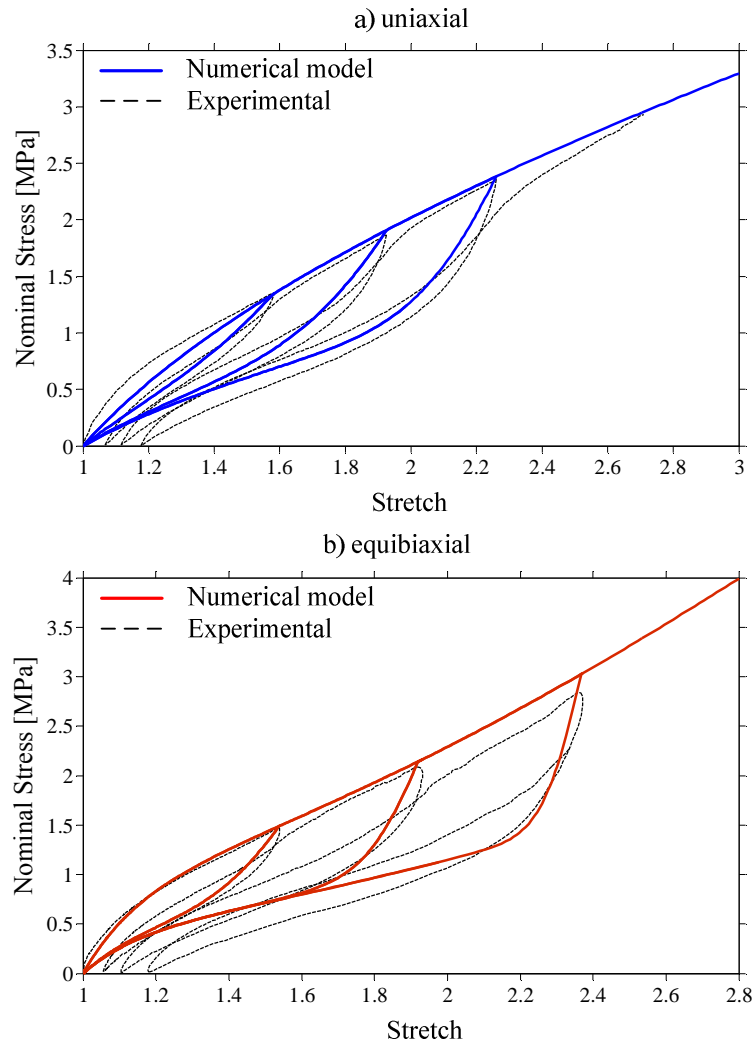 a) uniaxial
3.5
Numerical model
Experimental
3
2.5
2
1.5
1
0.5
0
Nominal Stress [MPa]
1 1.2 1.4 1.6 1.8 2 2.2 2.4 2.6 2.8 3
Stretch
b) equibiaxial
4
Numerical model
Experimental
3.5
3
2.5
2
1.5
1
0.5
0
Nominal Stress [MPa]
1 1.2 1.4 1.6 1.8 2 2.2 2.4 2.6 2.8
Stretch